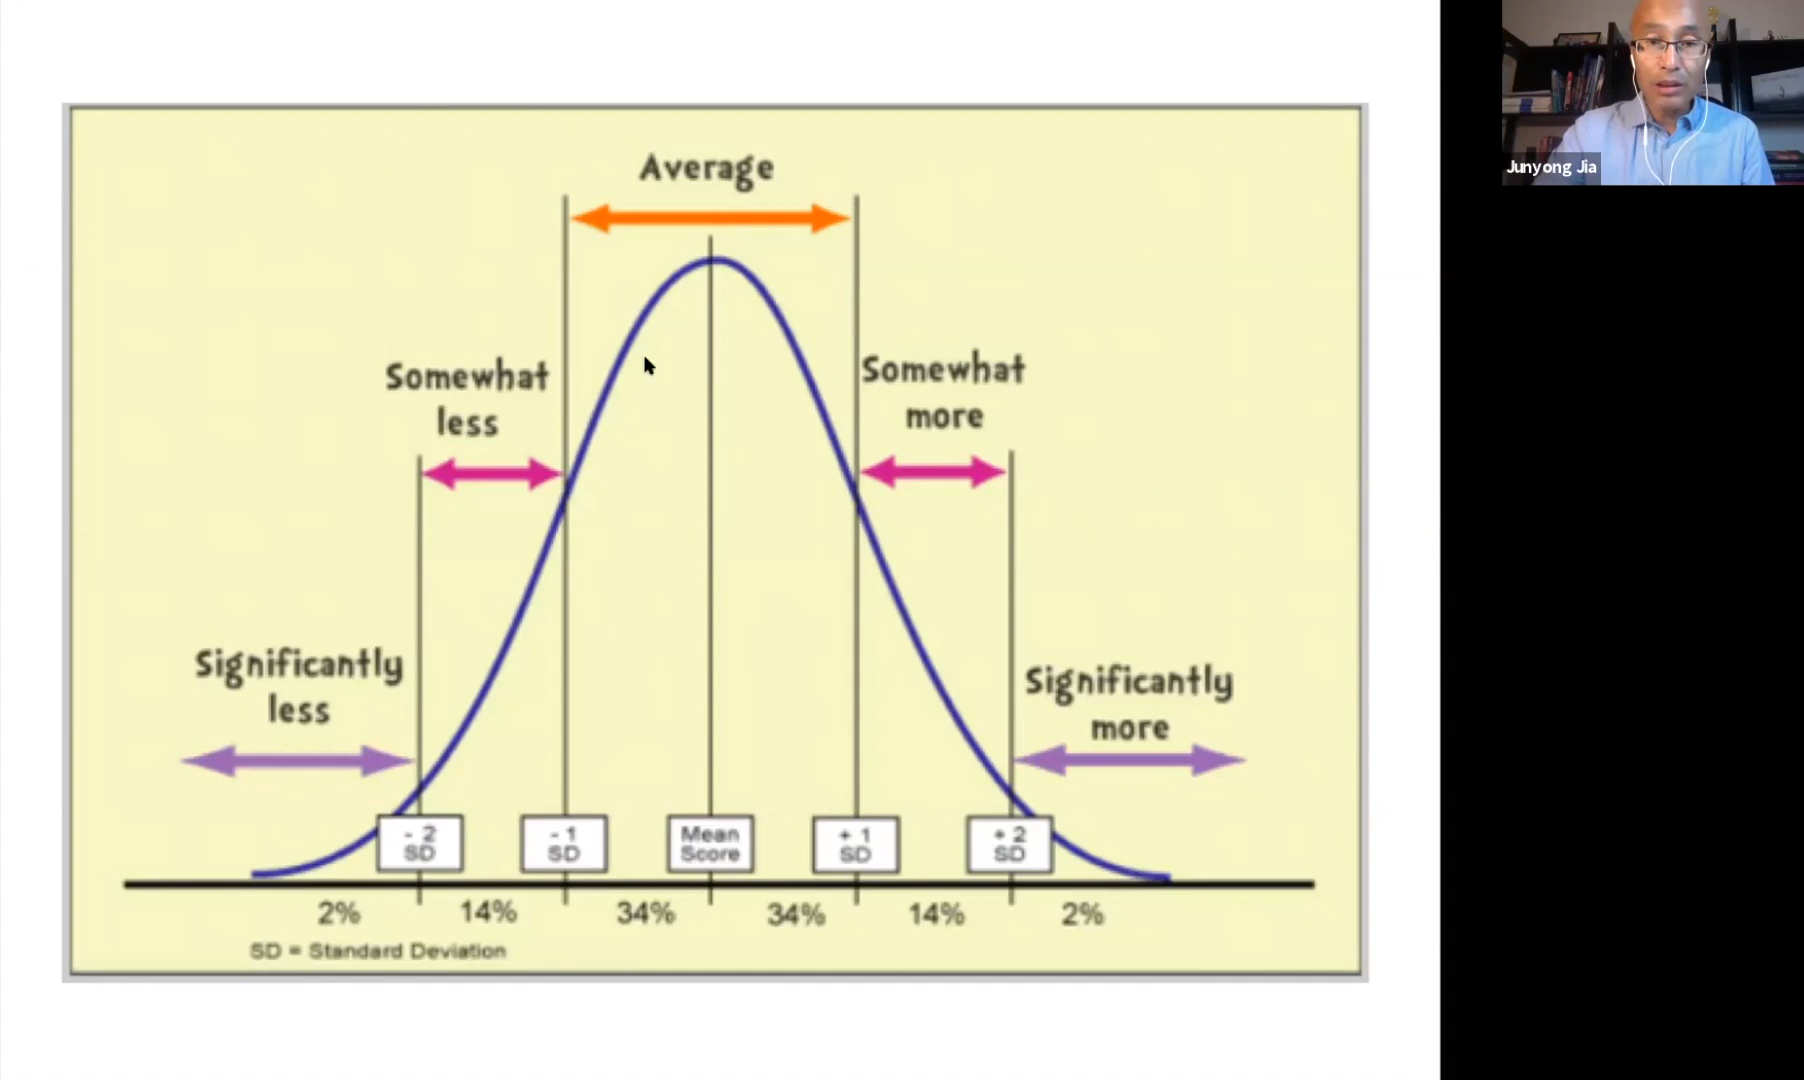 Average
Somewhat
less
Somewhat
more
Significantly
less
Significantly
more
- 2
SD
- 1
SD
Mean
Score
+ 1
SD
+ 2
SD
2%
14%
34%
34%
14%
2%
SD = Standard Deviation
Junyong Jia